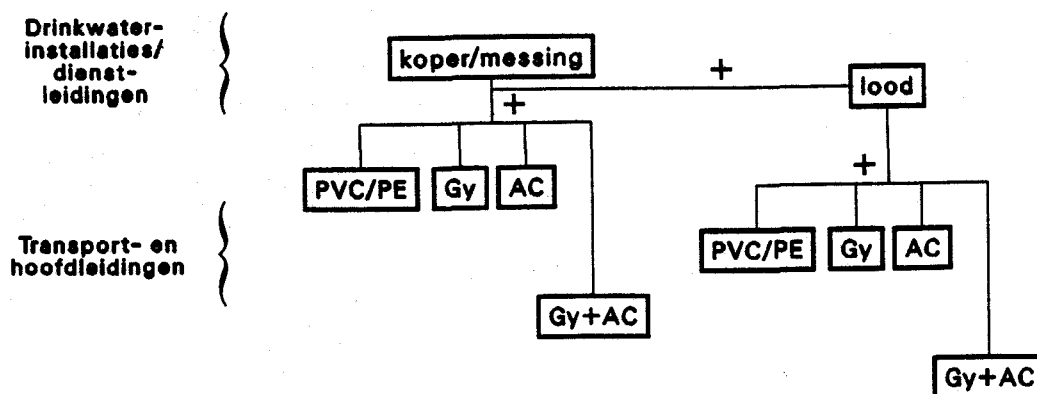 Drinkwater-
installaties/
dienst-
leidingen
koper/messing
+
lood
+
PVC/PE
Gy
AC
+
Transport- en
hoofdleidingen
PVC/PE
Gy
AC
Gy+AC
Gy+AC